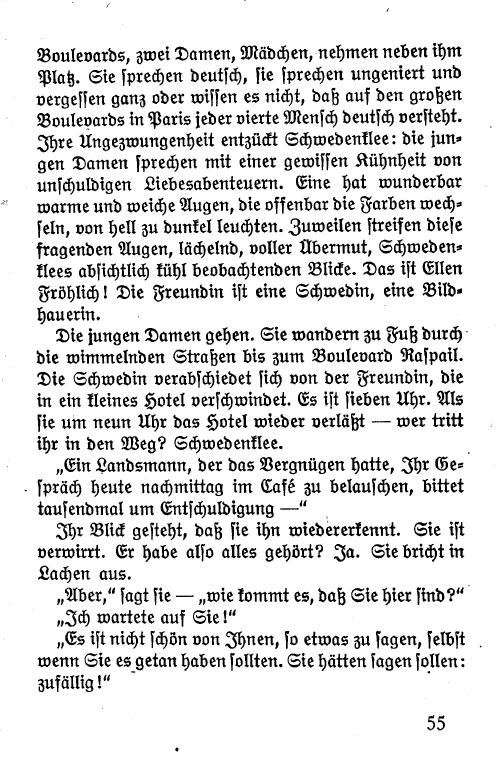 Boulevards, zwei Damen, Mädchen, nehmen neben ihm
Platz. Sie sprechen deutsch, sie sprechen ungeniert und
vergessen ganz oder wissen es nicht, daß auf den großen
Boulevards in Paris jeder vierte Mensch deutsch versteht.
Ihre Ungezwungenheit entzückt Schwedenklee: die jun-
gen Damen sprechen mit einer gewissen Kühnheit von
unschuldigen Liebesabenteuern. Eine hat wunderbar
warme und weiche Augen, die offenbar die Farben wech-
seln, von hell zu dunkel leuchten. Zuweilen streifen diese
fragenden Augen, lächelnd, voller Übermut, Schweden-
klees absichtlich kühl beobachtenden Blicke. Das ist Ellen
Fröhlich! Die Freundin ist eine Schwedin, eine Bild-
hauerin.
Die jungen Damen gehen. Sie wandern zu Fuß durch
die wimmelnden Straßen bis zum Boulevard Raspail.
Die Schwedin verabschiedet sich von der Freundin, die
in ein kleines Hotel verschwindet. Es ist sieben Uhr. Als
sie um neun Uhr das Hotel wieder verläßt — wer tritt
ihr in den Weg? Schwedenklee.
„Ein Landsmann, der das Vergnügen hatte, Ihr Ge-
spräch heute nachmittag im Café zu belauschen, bittet
tausendmal um Entschuldigung —“
Ihr Blick gesteht, daß sie ihn wiedererkennt. Sie ist
verwirrt. Er habe also alles gehört? Ja. Sie bricht in
Lachen aus.
„Aber,“ sagt sie — „wie kommt es, daß Sie hier sind?“
„Ich wartete auf Sie!“
„Es ist nicht schön von Ihnen, so etwas zu sagen, selbst
wenn Sie es getan haben sollten. Sie hätten sagen sollen:
zufällig!“
55